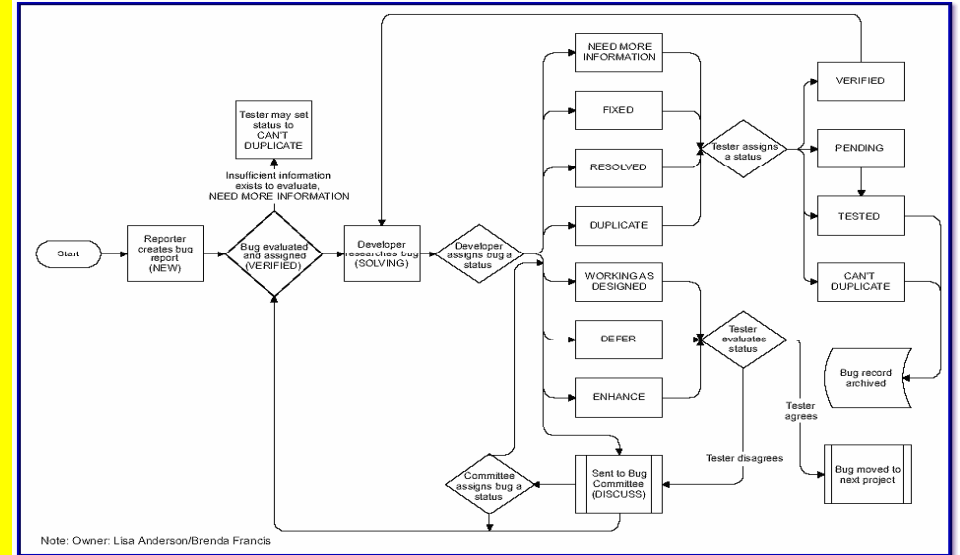 NEED MORE
INFORMATION
VERIFIED
Tester may set
status to
CAN'T
DUPLICATE
FIXED
Tester assigns
a status
PENDING
Insufficient information
exists to evaluate,
NEED MORE INFORMATION
RESOLVED
DUPLICATE
TESTED
Start
Reporter
creates bug
report
(NEW)
Bug evaluated
and assigned
(VERIFIED)
Developer
researches bug
(SOLVING)
Developer
assigns bug a
status
WORKING AS
DESIGNED
CAN'T
DUPLICATE
DEFER
Tester
evaluates
status
Bug record
archived
ENHANCE
Tester
agrees
Tester disagrees
Committee
assigns bug a
status
Sent to Bug
Committee
(DISCUSS)
Bug moved to
next project
Note: Owner: Lisa Anderson/Brenda Francis